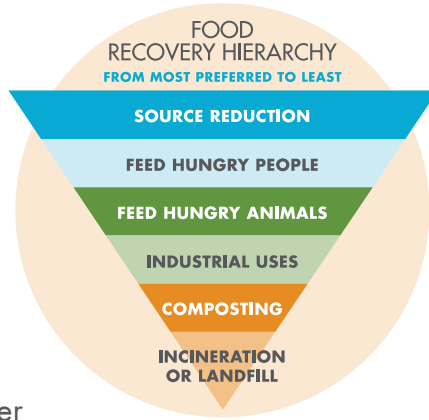 FOOD
RECOVERY HIERARCHY
FROM MOST PREFERRED TO LEAST
SOURCE REDUCTION
FEED HUNGRY PEOPLE
FEED HUNGRY ANIMALS
INDUSTRIAL USES
COMPOSTING
INCINERATION
OR LANDFILL
er